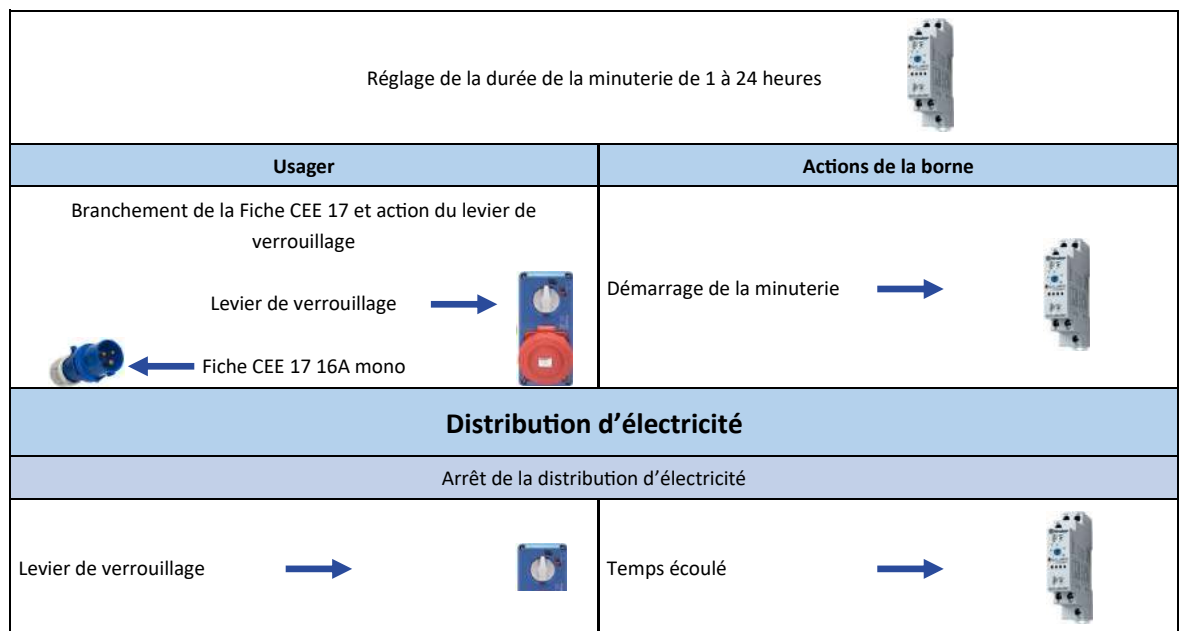 Réglage de la durée de la minuterie de 1 à 24 heures
Usager
Actions de la borne
Branchement de la Fiche CEE 17 et action du levier de
verrouillage
Levier de verrouillage
Fiche CEE 17 16A mono
Démarrage de la minuterie
Distribution d'électricité
Arrêt de la distribution d'électricité
Levier de verrouillage
Temps écoulé